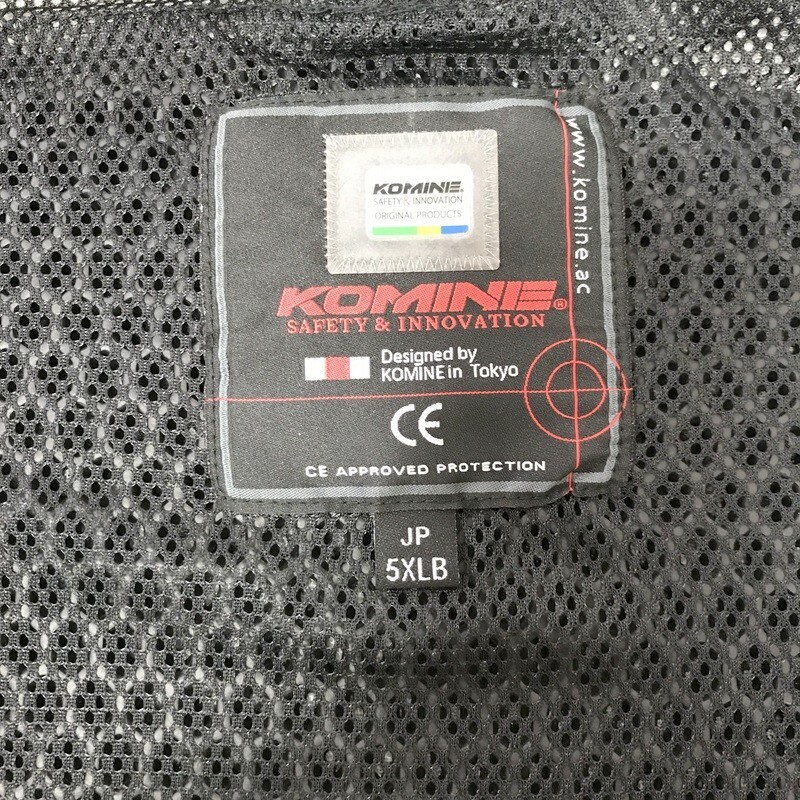 KOMINE®
SAFETY & INNOVATION
ORIGINAL PRODUCTS
www.komine.ac
KOMINE®
SAFETY & INNOVATION
Designed by
KOMINE in Tokyo
CE
CE APPROVED PROTECTION
JP
5XLB